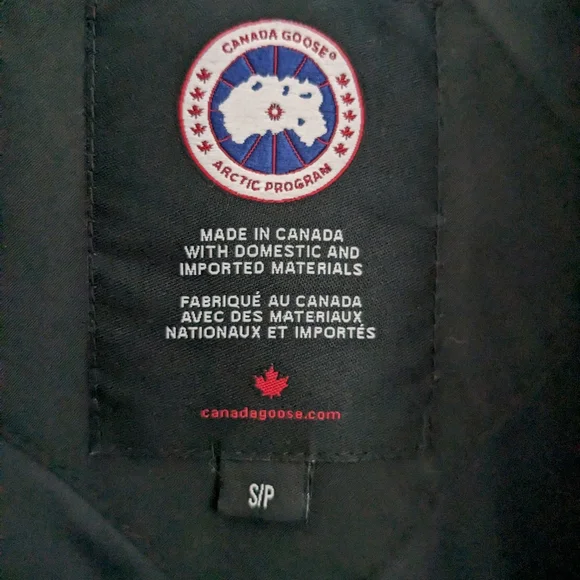 CANADA GOOSE®
ARCTIC PROGRAM
MADE IN CANADA
WITH DOMESTIC AND
IMPORTED MATERIALS
FABRIQUÉ AU CANADA
AVEC DES MATERIAUX
NATIONAUX ET IMPORTÉS
canadagoose.com
S/P